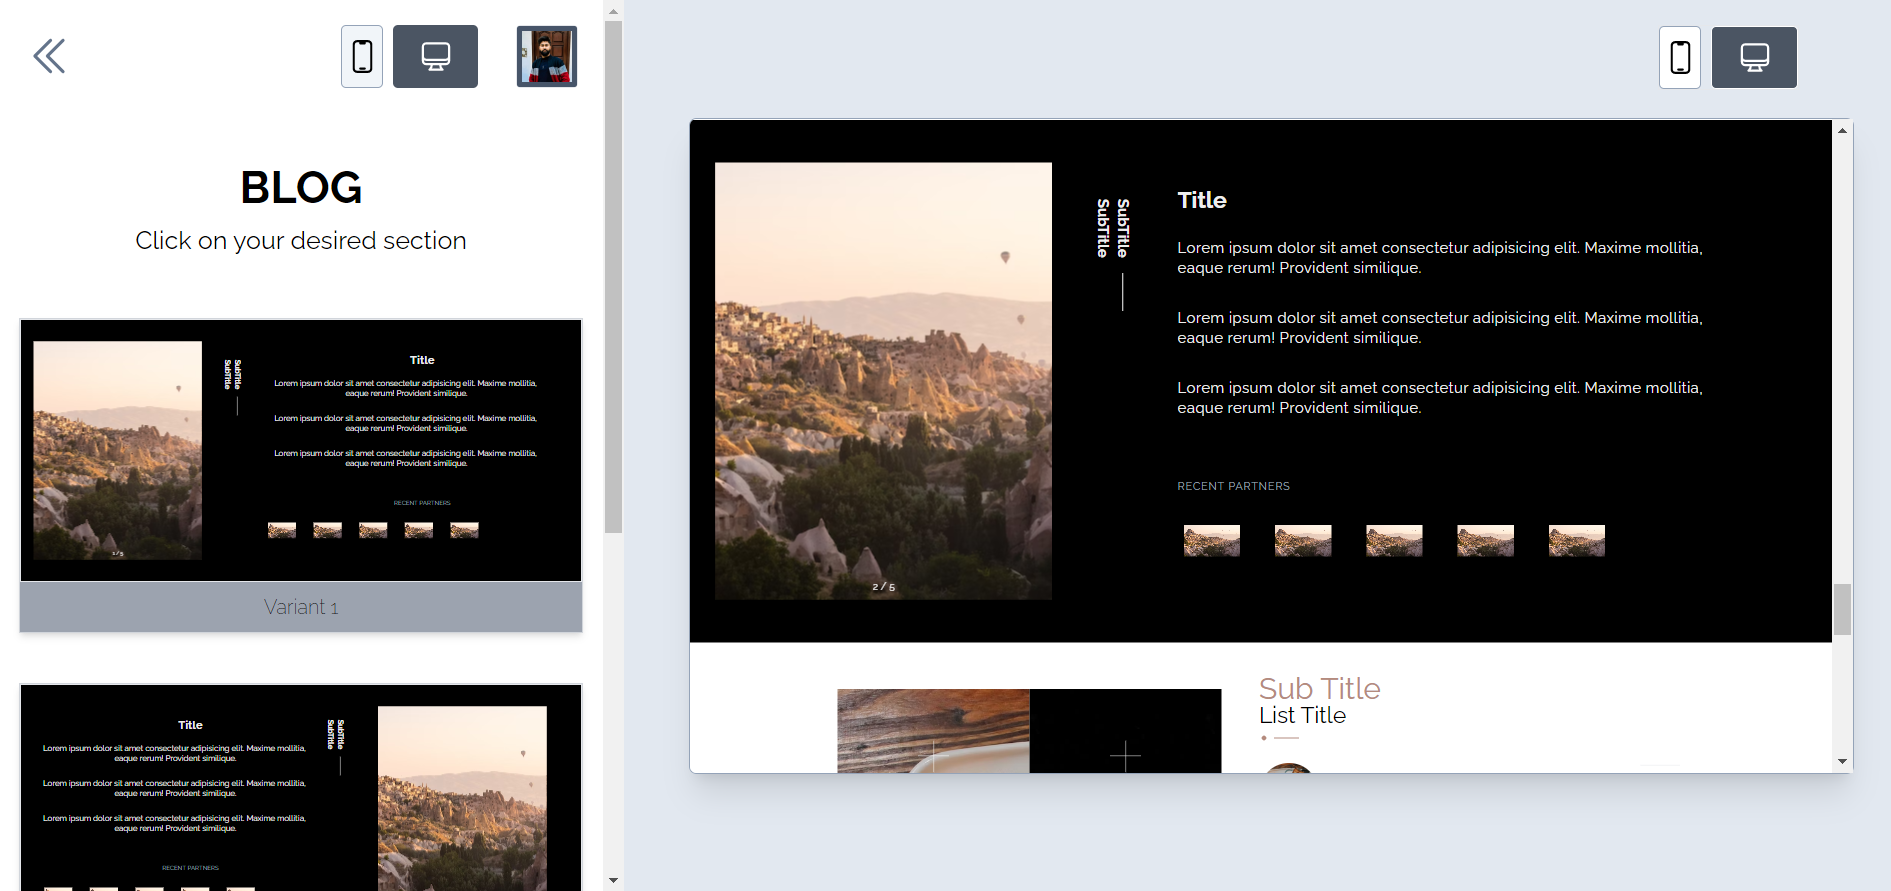 BLOG
Click on your desired section
SubTitle
SubTitle
Title
Lorem ipsum dolor sit amet consectetur adipisicing elit. Maxime mollitia,
eaque rerum! Provident similique.
Lorem ipsum dolor sit amet consectetur adipisicing elit. Maxime mollitia,
eaque rerum! Provident similique.
Lorem ipsum dolor sit amet consectetur adipisicing elit. Maxime mollitia,
eaque rerum! Provident similique.
RECENT PARTNERS
1 / 5
Variant 1
Title
Lorem ipsum dolor sit amet consectetur adipisicing elit. Maxime mollitia,
eaque rerum! Provident similique.
Lorem ipsum dolor sit amet consectetur adipisicing elit. Maxime mollitia,
eaque rerum! Provident similique.
Lorem ipsum dolor sit amet consectetur adipisicing elit. Maxime mollitia,
eaque rerum! Provident similique.
RECENT PARTNERS
SubTitle
SubTitle
SubTitle
SubTitle
Title
Lorem ipsum dolor sit amet consectetur adipisicing elit. Maxime mollitia,
eaque rerum! Provident similique.
Lorem ipsum dolor sit amet consectetur adipisicing elit. Maxime mollitia,
eaque rerum! Provident similique.
Lorem ipsum dolor sit amet consectetur adipisicing elit. Maxime mollitia,
eaque rerum! Provident similique.
RECENT PARTNERS
2 / 5
Sub Title
List Title